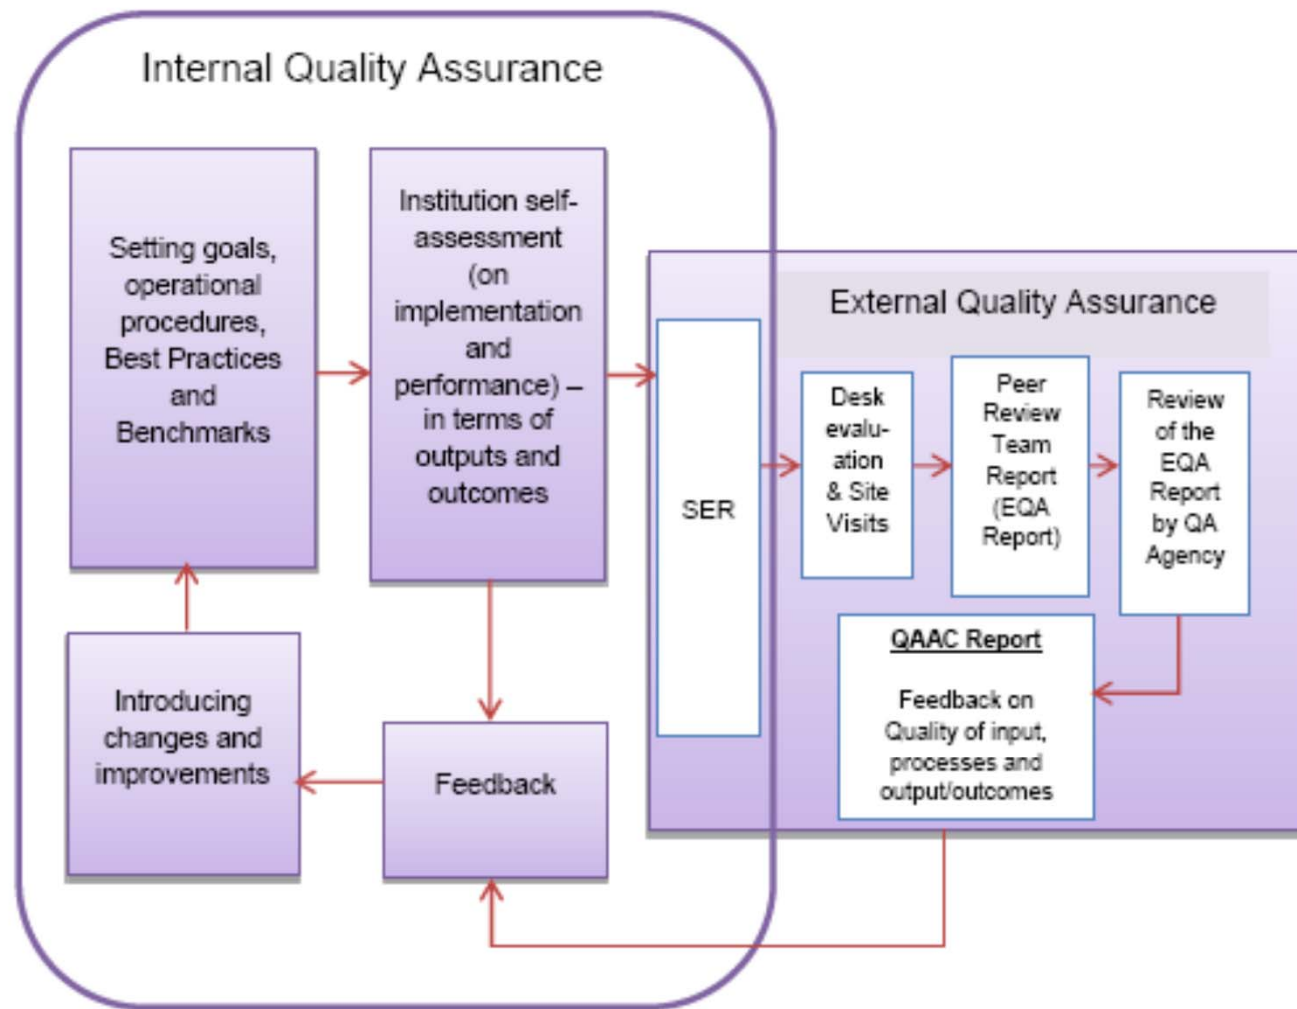 Internal Quality Assurance
Setting goals,
operational
procedures,
Best Practices
and
Benchmarks
Institution self-
assessment
(on
implementation
and
performance) –
in terms of
outputs and
outcomes
Introducing
changes and
improvements
Feedback
SER
External Quality Assurance
Desk
evalu-
ation
& Site
Visits
Peer
Review
Team
Report
(EQA
Report)
Review
of the
EQA
Report
by QA
Agency
QAAC Report
Feedback on
Quality of input,
processes and
output/outcomes